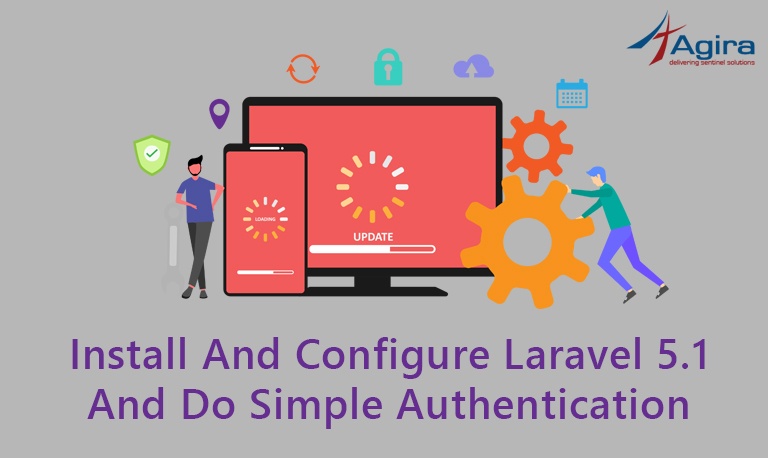 Agira
delivering sentinel solutions
LOADING
UPDATE
Install And Configure Laravel 5.1
And Do Simple Authentication